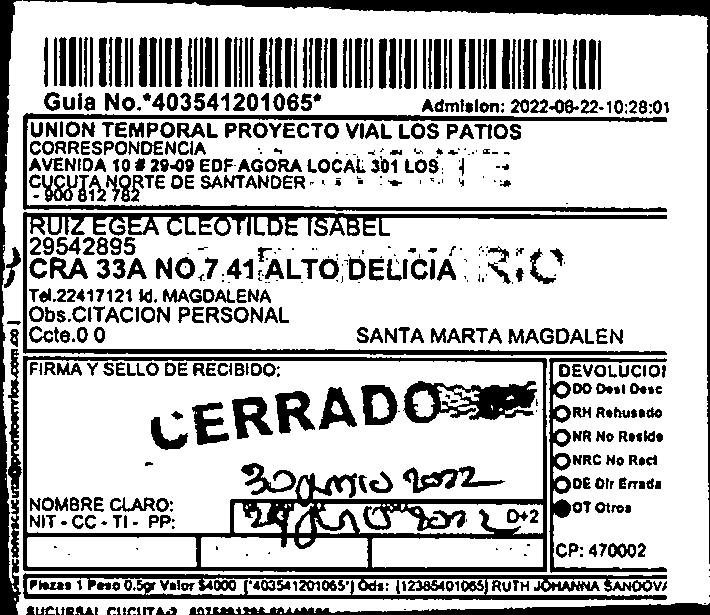 Guia No.*403541201065*
Admision: 2022-06-22-10:28:01
UNION TEMPORAL PROYECTO VIAL LOS PATIOS
CORRESPONDENCIA
AVENIDA 10 # 29-09 EDF AGORA LOCAL 301 LOS
CUCUTA NORTE DE SANTANDER
- 900 812 782
RUIZ EGEA CLEOTILDE ISABEL
29542895
CRA 33A NO 7 41 ALTO DELICIA
Tel.22417121 Id. MAGDALENA
Obs.CITACION PERSONAL
Ccte.0 0
SANTA MARTA MAGDALEN
FIRMA Y SELLO DE RECIBIDO:
CERRADO
30 junio 2022
NOMBRE CLARO:
NIT - CC - TI - PP:
29 junio 2022
D+2
DEVOLUCION
DD Dest Desc
RH Rehusado
NR No Reside
NRC No Recl
DE Dir Errada
OT Otros
CP: 470002
Piezas 1 Peso 0.5gr Valor $4000 (*403541201065*) Ods: (12385401065) RUTH JOHANNA SANDOVA
SUCURSAL CUCUTA-2